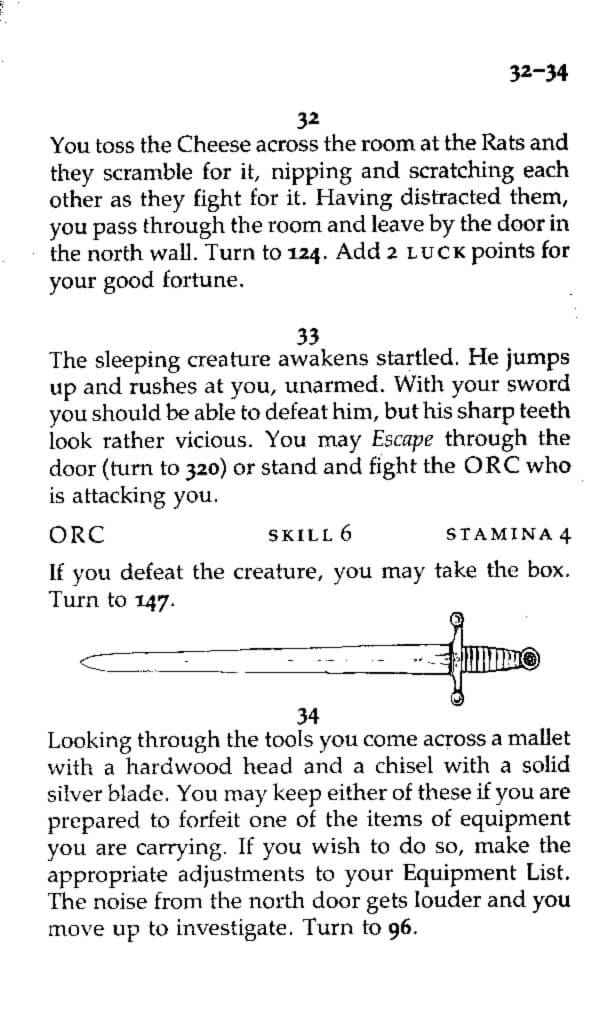 32–34
32
You toss the Cheese across the room at the Rats and
they scramble for it, nipping and scratching each
other as they fight for it. Having distracted them,
you pass through the room and leave by the door in
the north wall. Turn to 124. Add 2 LUCK points for
your good fortune.
33
The sleeping creature awakens startled. He jumps
up and rushes at you, unarmed. With your sword
you should be able to defeat him, but his sharp teeth
look rather vicious. You may Escape through the
door (turn to 320) or stand and fight the ORC who
is attacking you.
ORC SKILL 6 STAMINA 4
If you defeat the creature, you may take the box.
Turn to 147.
34
Looking through the tools you come across a mallet
with a hardwood head and a chisel with a solid
silver blade. You may keep either of these if you are
prepared to forfeit one of the items of equipment
you are carrying. If you wish to do so, make the
appropriate adjustments to your Equipment List.
The noise from the north door gets louder and you
move up to investigate. Turn to 96.